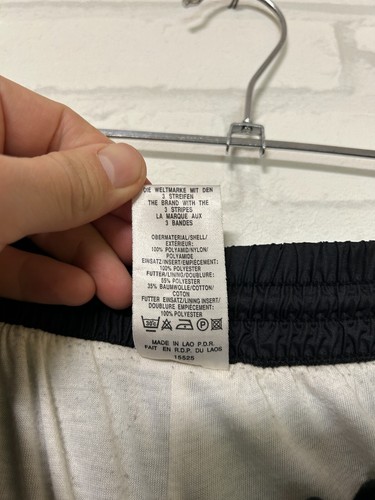 DIE WELTMARKE MIT DEN
3 STREIFEN
THE BRAND WITH THE
3 STRIPES
LA MARQUE AUX
3 BANDES
OBERMATERIAL/SHELL/
EXTERIEUR:
100% POLYAMID/NYLON/
POLYAMIDE
EINSATZ/INSERT/EMPIECEMENT:
100% POLYESTER
FUTTER/LINING/DOUBLURE:
65% POLYESTER
35% BAUMWOLLE/COTTON/
COTON
FUTTER EINSATZ/LINING INSERT/
DOUBLURE EMPIECEMENT:
100% POLYESTER
30°
P
MADE IN LAO P.D.R.
FAIT EN R.D.P. DU LAOS